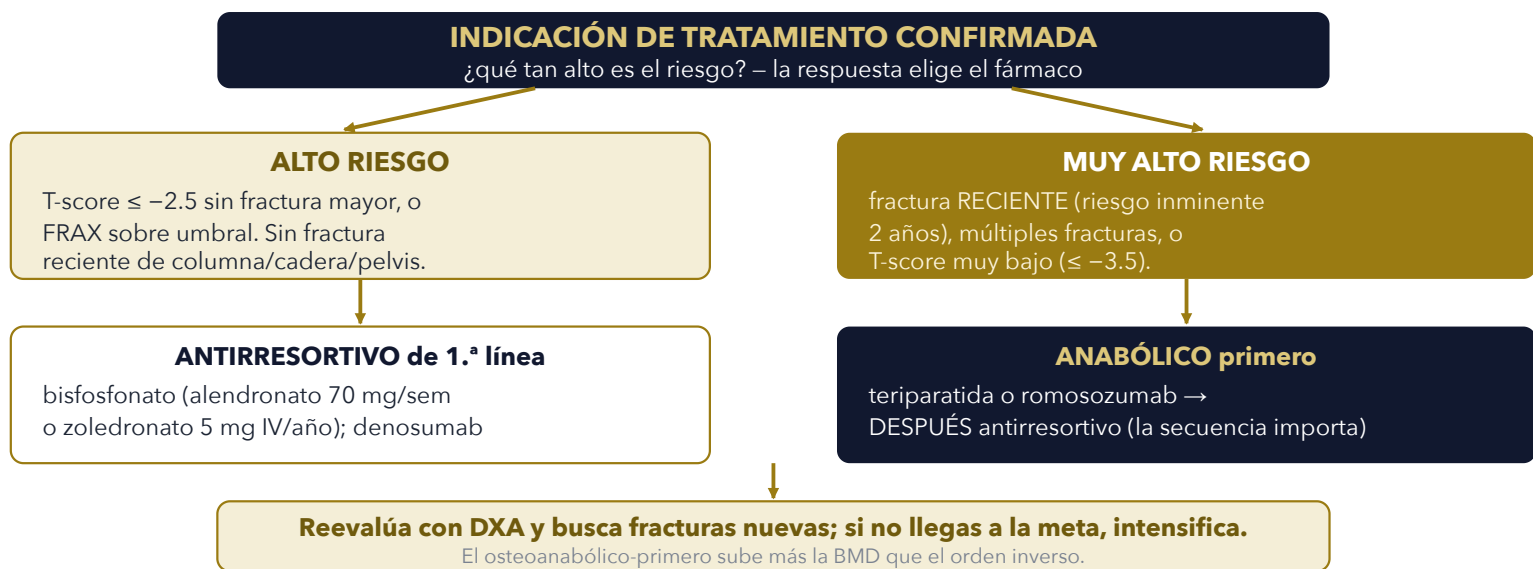 INDICACIÓN DE TRATAMIENTO CONFIRMADA
¿qué tan alto es el riesgo? — la respuesta elige el fármaco
ALTO RIESGO
T-score ≤ −2.5 sin fractura mayor, o
FRAX sobre umbral. Sin fractura
reciente de columna/cadera/pelvis.
MUY ALTO RIESGO
fractura RECIENTE (riesgo inminente
2 años), múltiples fracturas, o
T-score muy bajo (≤ −3.5).
ANTIRRESORTIVO de 1.ª línea
bisfosfonato (alendronato 70 mg/sem
o zoledronato 5 mg IV/año); denosumab
ANABÓLICO primero
teriparatida o romosozumab →
DESPUÉS antirresortivo (la secuencia importa)
Reevalúa con DXA y busca fracturas nuevas; si no llegas a la meta, intensifica.
El osteoanabólico-primero sube más la BMD que el orden inverso.